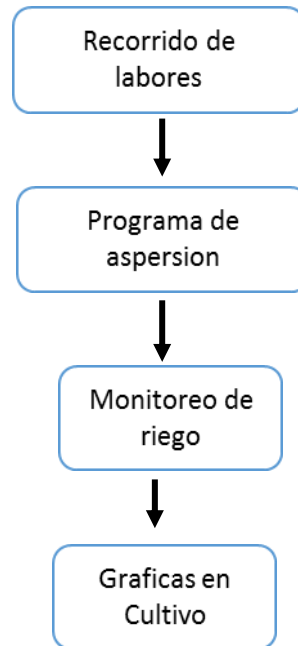 Recorrido de
labores
Programa de
aspersion
Monitoreo de
riego
Graficas en
Cultivo